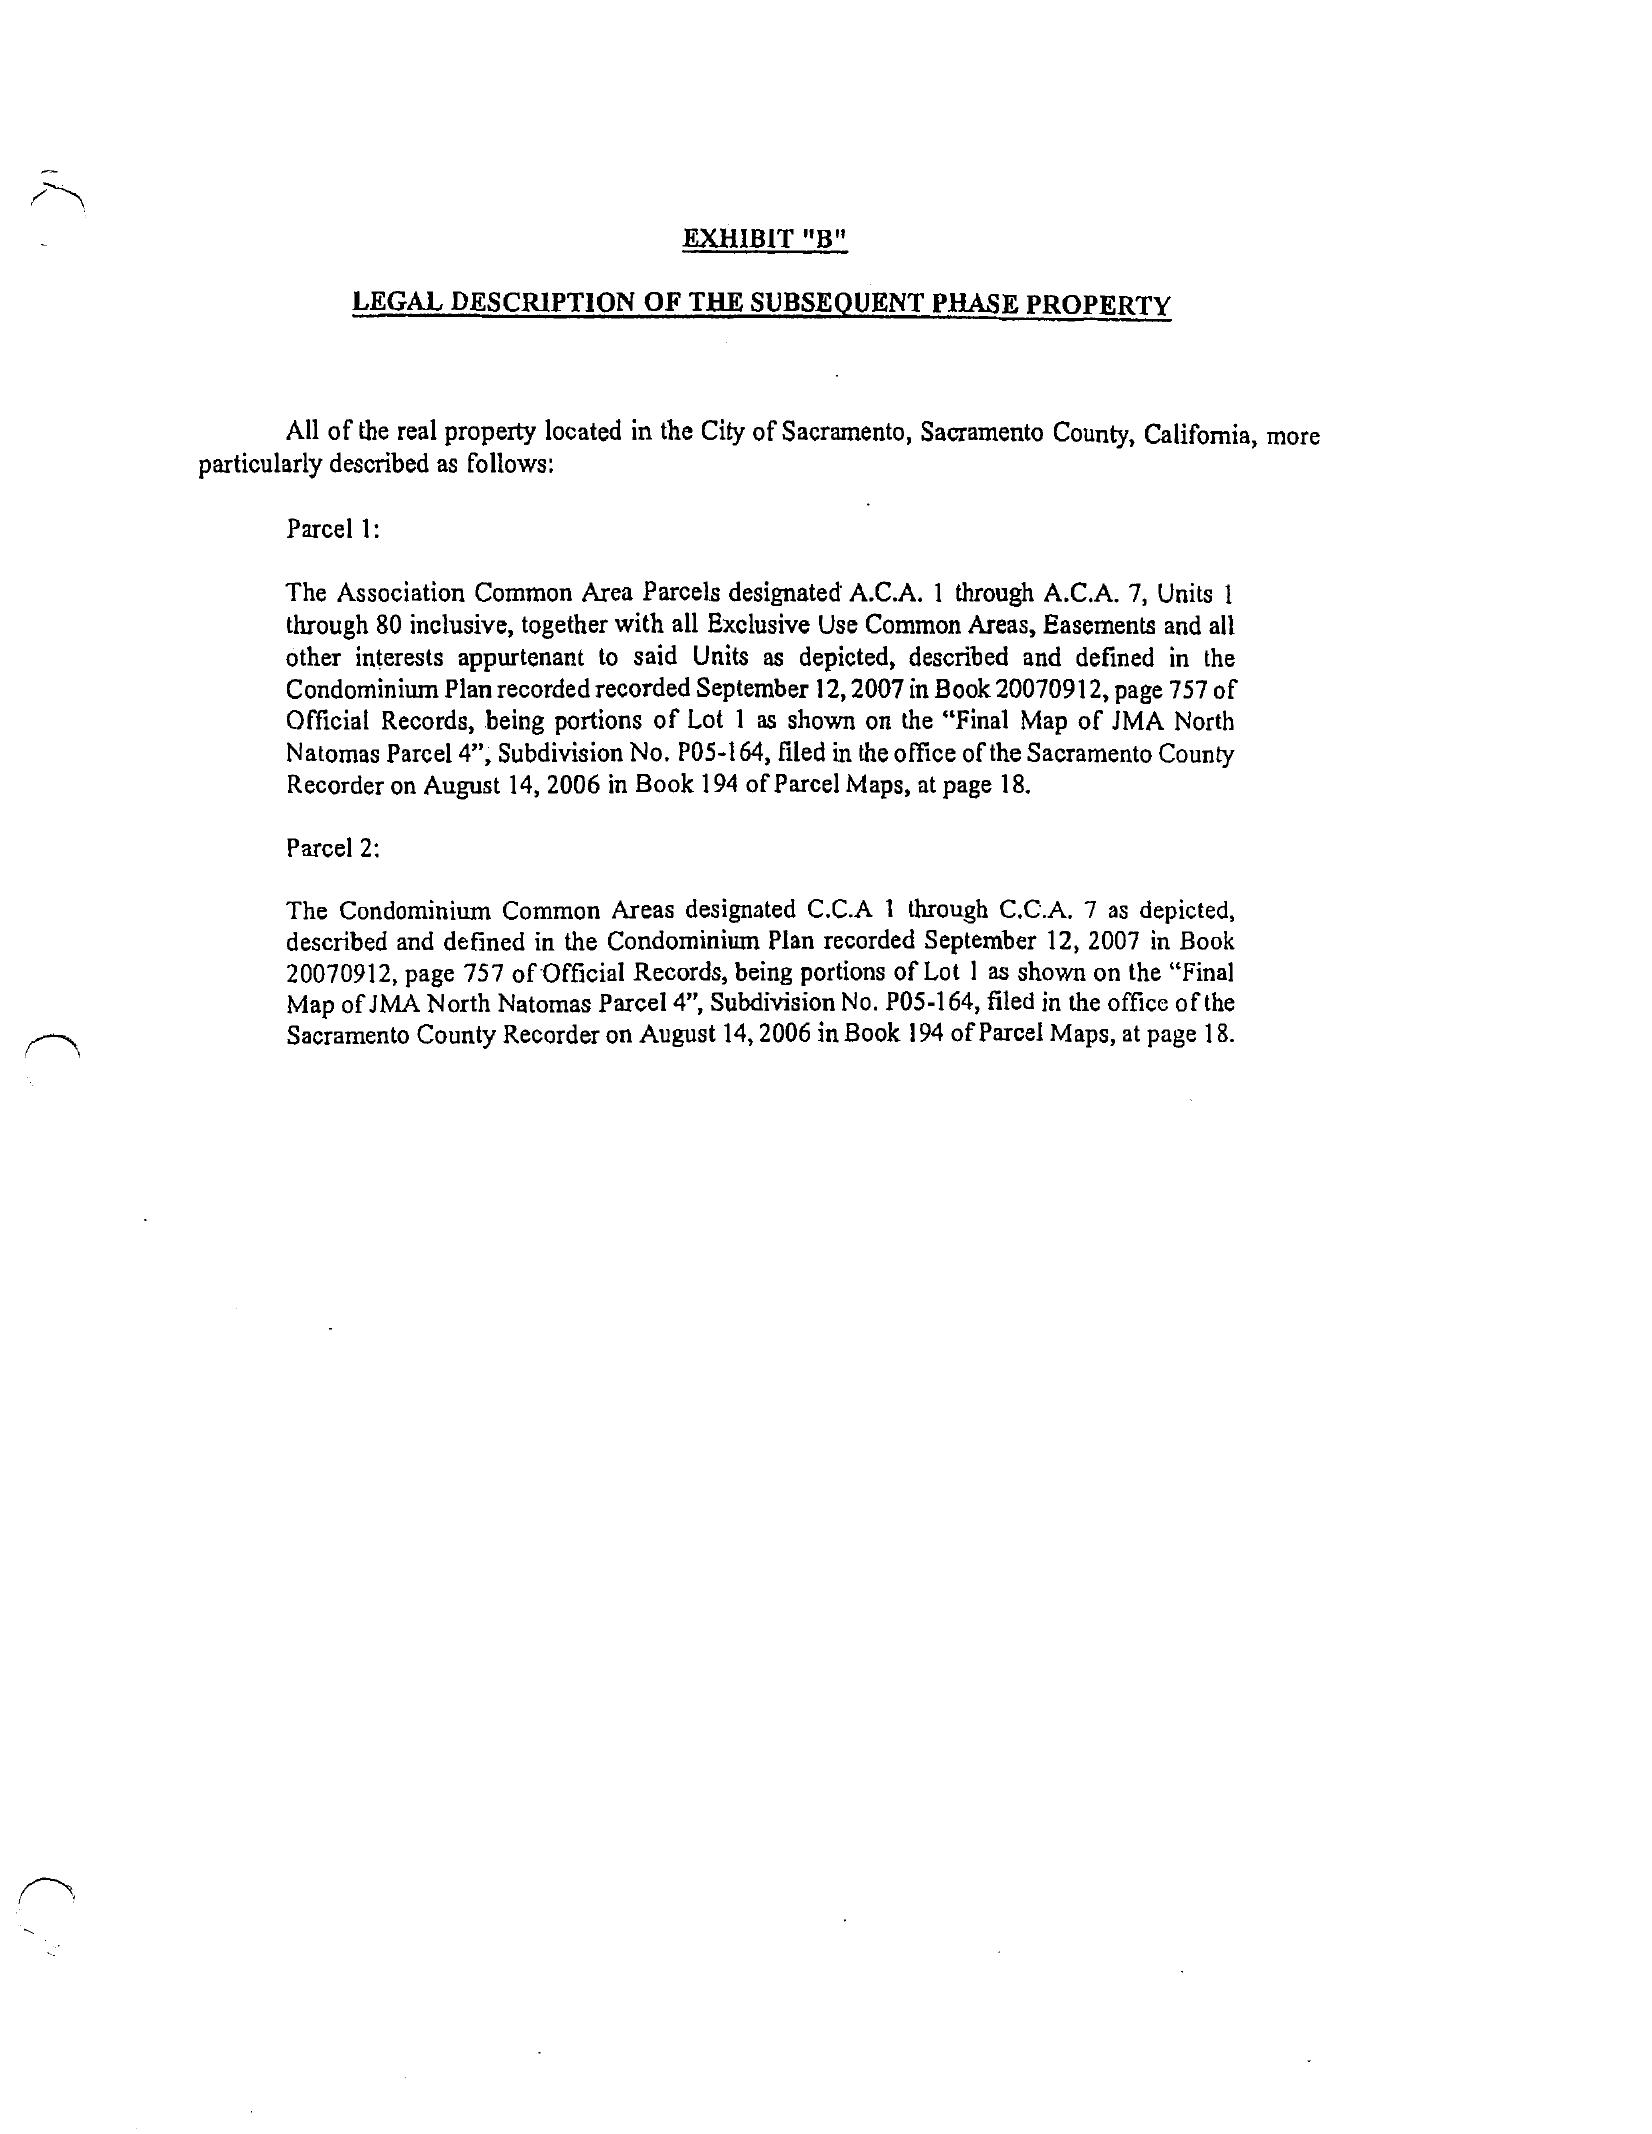 EXHIBIT "B"
LEGAL DESCRIPTION OF THE SUBSEQUENT PHASE PROPERTY
All of the real property located in the City of Sacramento, Sacramento County, California, more
particularly described as follows:
Parcel 1:
The Association Common Area Parcels designated A.C.A. 1 through A.C.A. 7, Units 1
through 80 inclusive, together with all Exclusive Use Common Areas, Easements and all
other interests appurtenant to said Units as depicted, described and defined in the
Condominium Plan recorded recorded September 12, 2007 in Book 20070912, page 757 of
Official Records, being portions of Lot 1 as shown on the “Final Map of JMA North
Natomas Parcel 4”, Subdivision No. P05-164, filed in the office of the Sacramento County
Recorder on August 14, 2006 in Book 194 of Parcel Maps, at page 18.
Parcel 2:
The Condominium Common Areas designated C.C.A 1 through C.C.A. 7 as depicted,
described and defined in the Condominium Plan recorded September 12, 2007 in Book
20070912, page 757 of Official Records, being portions of Lot 1 as shown on the “Final
Map of JMA North Natomas Parcel 4”, Subdivision No. P05-164, filed in the office of the
Sacramento County Recorder on August 14, 2006 in Book 194 of Parcel Maps, at page 18.